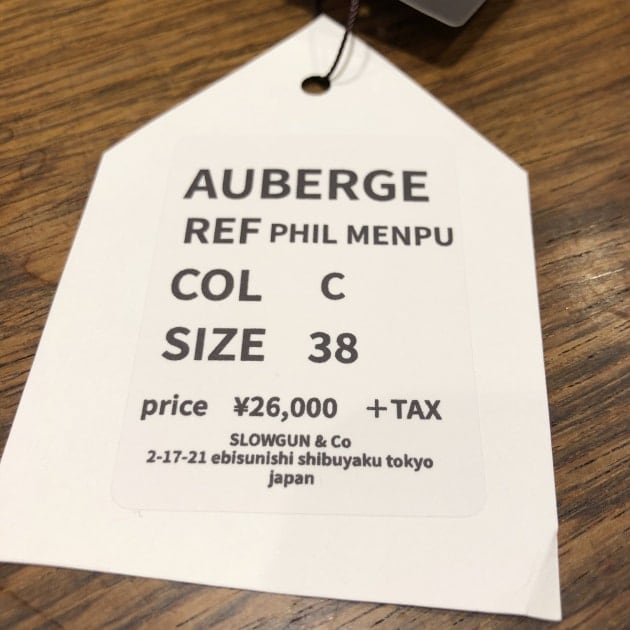 AUBERGE
REF PHIL MENPU
COL C
SIZE 38
price ¥26,000 +TAX
SLOWGUN & Co
2-17-21 ebisunishi shibuyaku tokyo
japan